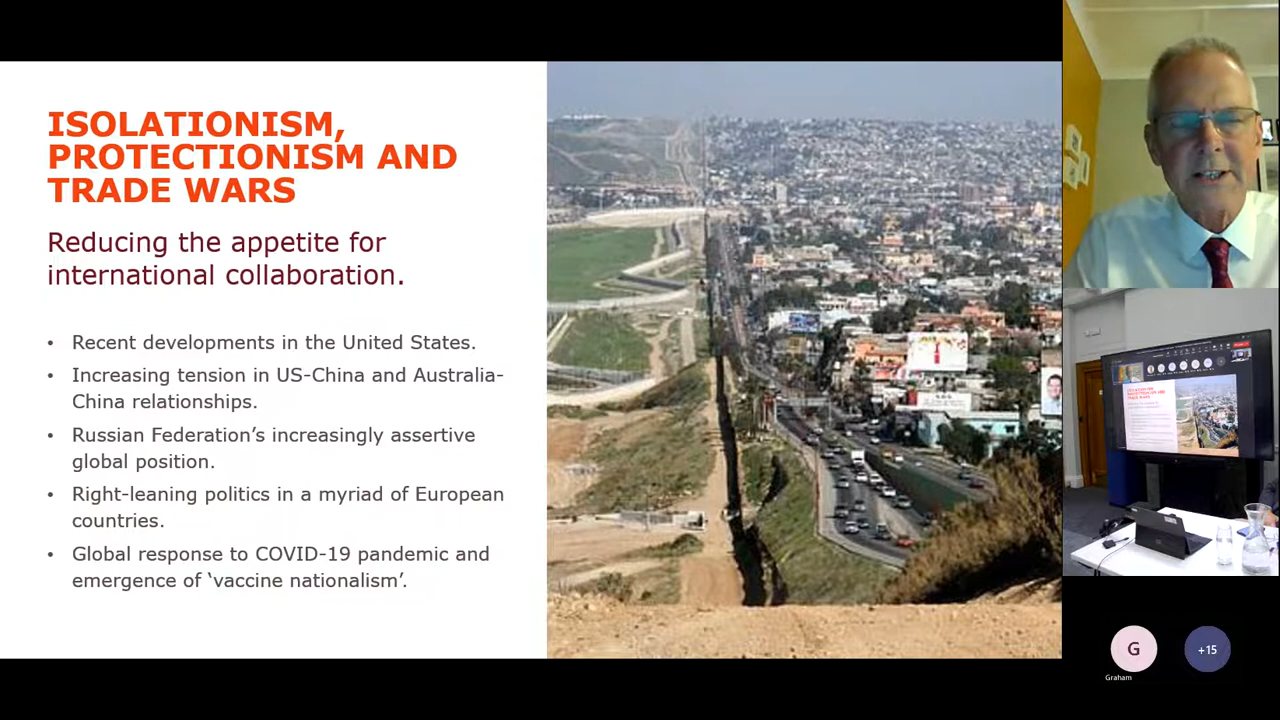 ISOLATIONISM,
PROTECTIONISM AND
TRADE WARS
Reducing the appetite for
international collaboration.
• Recent developments in the United States.
• Increasing tension in US-China and Australia-
China relationships.
• Russian Federation’s increasingly assertive
global position.
• Right-leaning politics in a myriad of European
countries.
• Global response to COVID-19 pandemic and
emergence of ‘vaccine nationalism’.
G
+15
Graham